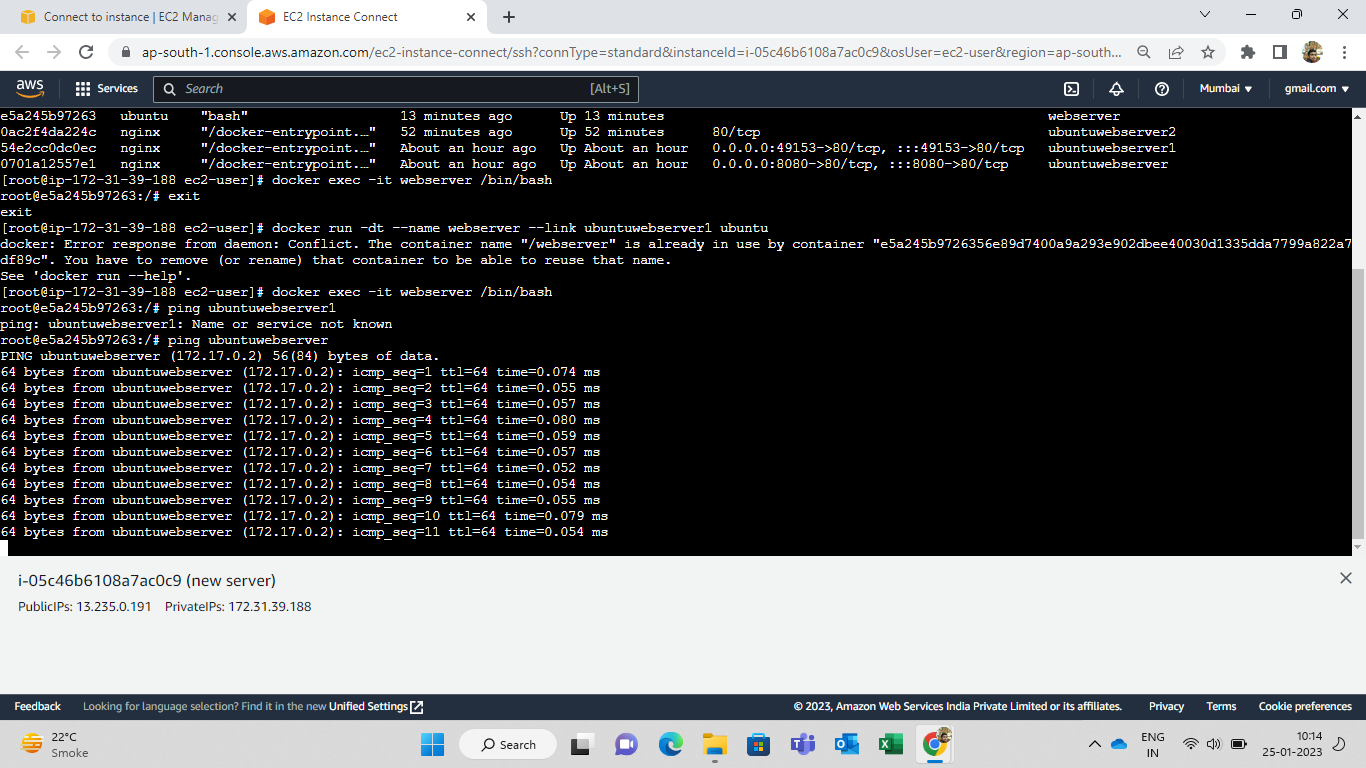 Connect to instance | EC2 Manag
EC2 Instance Connect
ap-south-1.console.aws.amazon.com/ec2-instance-connect/ssh?connType=standard&instanceId=i-05c46b6108a7ac0c9&osUser=ec2-user&region=ap-south...
aws Services Search [Alt+S] Mumbai gmail.com
e5a245b97263 ubuntu "bash" 13 minutes ago Up 13 minutes webserver
0ac2f4da224c nginx "/docker-entrypoint.…" 52 minutes ago Up 52 minutes 80/tcp ubuntuwebserver2
54e2cc0dc0ec nginx "/docker-entrypoint.…" About an hour ago Up About an hour 0.0.0.0:49153->80/tcp, :::49153->80/tcp ubuntuwebserver1
0701a12557e1 nginx "/docker-entrypoint.…" About an hour ago Up About an hour 0.0.0.0:8080->80/tcp, :::8080->80/tcp ubuntuwebserver
[root@ip-172-31-39-188 ec2-user]# docker exec -it webserver /bin/bash
root@e5a245b97263:/# exit
exit
[root@ip-172-31-39-188 ec2-user]# docker run -dt --name webserver --link ubuntuwebserver1 ubuntu
docker: Error response from daemon: Conflict. The container name "/webserver" is already in use by container "e5a245b9726356e89d7400a9a293e902dbee40030d1335dda7799a822a7
df89c". You have to remove (or rename) that container to be able to reuse that name.
See 'docker run --help'.
[root@ip-172-31-39-188 ec2-user]# docker exec -it webserver /bin/bash
root@e5a245b97263:/# ping ubuntuwebserver1
ping: ubuntuwebserver1: Name or service not known
root@e5a245b97263:/# ping ubuntuwebserver
PING ubuntuwebserver (172.17.0.2) 56(84) bytes of data.
64 bytes from ubuntuwebserver (172.17.0.2): icmp_seq=1 ttl=64 time=0.074 ms
64 bytes from ubuntuwebserver (172.17.0.2): icmp_seq=2 ttl=64 time=0.055 ms
64 bytes from ubuntuwebserver (172.17.0.2): icmp_seq=3 ttl=64 time=0.057 ms
64 bytes from ubuntuwebserver (172.17.0.2): icmp_seq=4 ttl=64 time=0.080 ms
64 bytes from ubuntuwebserver (172.17.0.2): icmp_seq=5 ttl=64 time=0.059 ms
64 bytes from ubuntuwebserver (172.17.0.2): icmp_seq=6 ttl=64 time=0.057 ms
64 bytes from ubuntuwebserver (172.17.0.2): icmp_seq=7 ttl=64 time=0.052 ms
64 bytes from ubuntuwebserver (172.17.0.2): icmp_seq=8 ttl=64 time=0.054 ms
64 bytes from ubuntuwebserver (172.17.0.2): icmp_seq=9 ttl=64 time=0.055 ms
64 bytes from ubuntuwebserver (172.17.0.2): icmp_seq=10 ttl=64 time=0.079 ms
64 bytes from ubuntuwebserver (172.17.0.2): icmp_seq=11 ttl=64 time=0.054 ms
i-05c46b6108a7ac0c9 (new server)
PublicIPs: 13.235.0.191 PrivateIPs: 172.31.39.188
Feedback Looking for language selection? Find it in the new Unified Settings © 2023, Amazon Web Services India Private Limited or its affiliates. Privacy Terms Cookie preferences
22°C
Smoke
Search
ENG
IN
10:14
25-01-2023